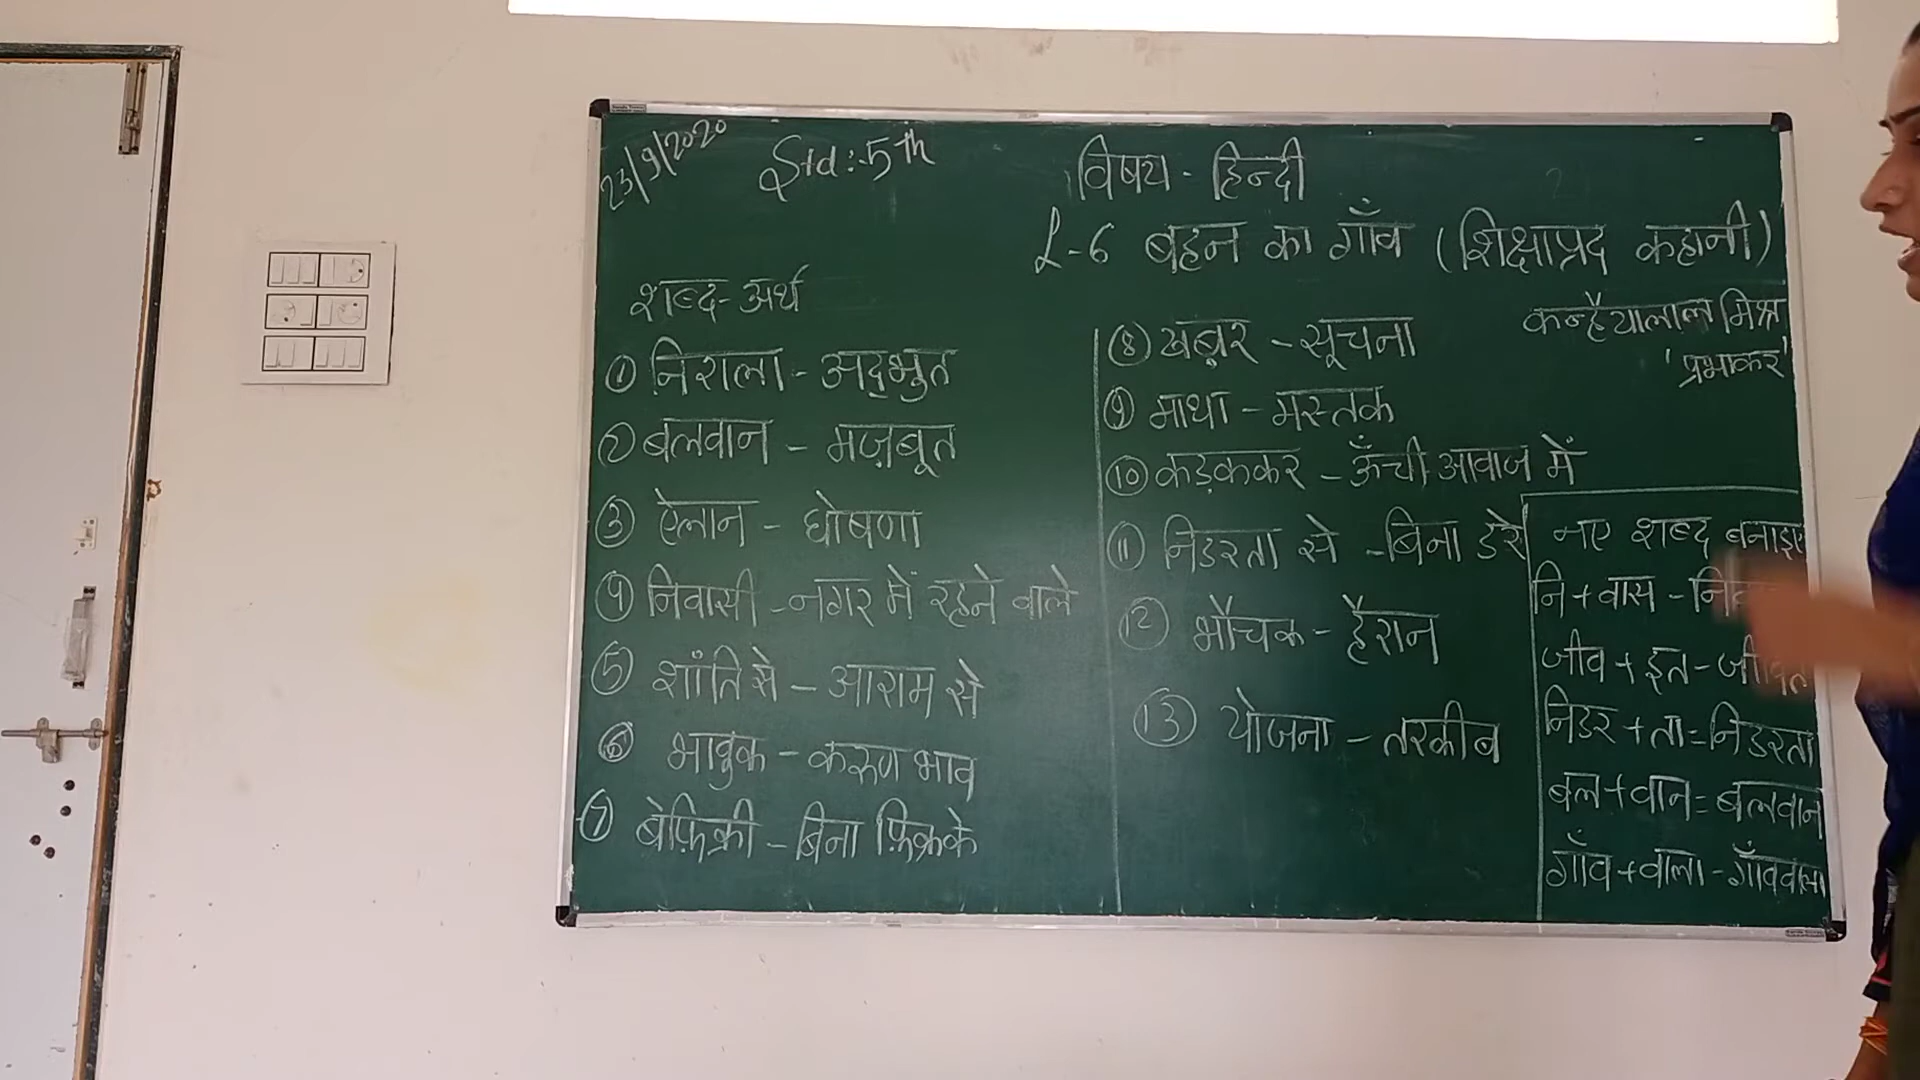 23/9/2020 Std:-5th
विषय - हिन्दी
L-6 बहन का गाँव (शिक्षाप्रद कहानी)
कन्हैयालाल मिश्र
'प्रभाकर'
शब्द-अर्थ
① निराला - अद्भुत
② बलवान - मज़बूत
③ ऐलान - घोषणा
④ निवासी - नगर में रहने वाले
⑤ शांति से - आराम से
⑥ भावुक - करुण भाव
⑦ बेफ़िक्री - बिना फ़िक्र के
⑧ खब़र - सूचना
⑨ माथा - मस्तक
⑩ कड़ककर - ऊँची आवाज में
⑪ निडरता से - बिना डरे
⑫ भौचक - हैरान
⑬ योजना - तरकीब
नए शब्द बनाइए
नि + वास -
जीव + इत - जीवित
निडर + ता = निडरता
बल + वान = बलवान
गाँव + वाला - गाँववाला